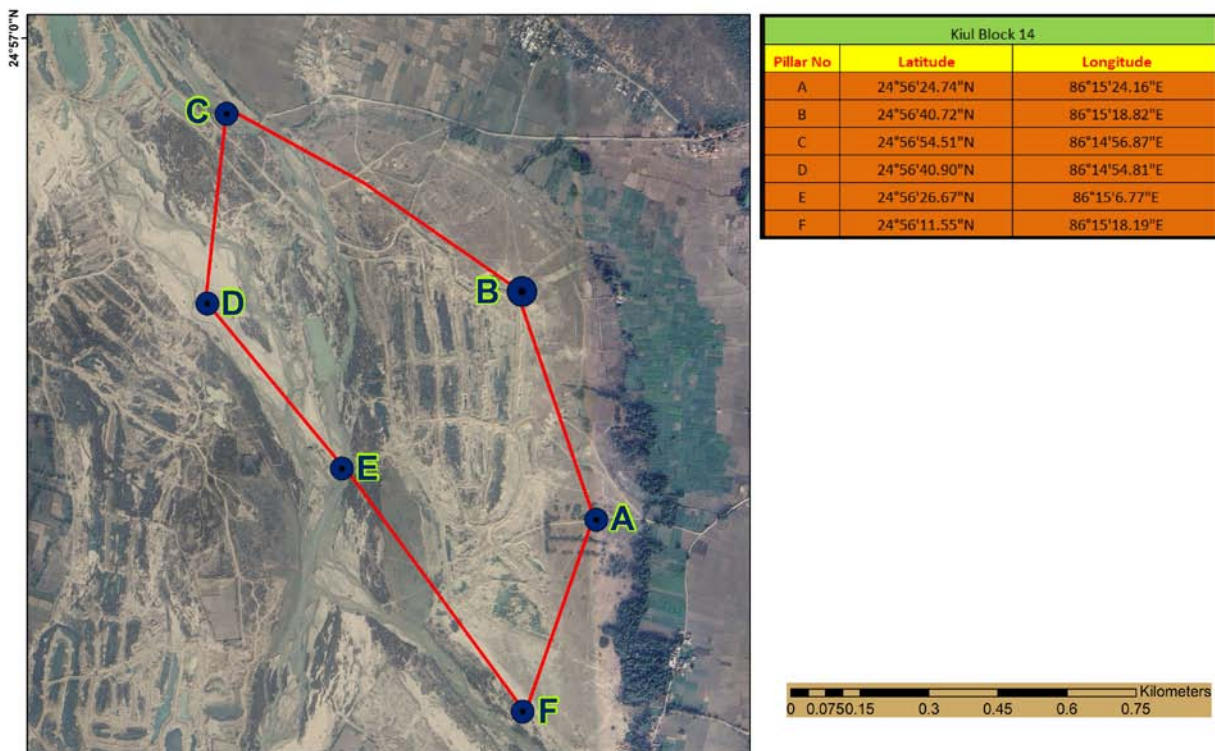 24°57'0"N
C
B
D
E
A
F
Kiul Block 14
Pillar No Latitude Longitude
A 24°56'24.74"N 86°15'24.16"E
B 24°56'40.72"N 86°15'18.82"E
C 24°56'54.51"N 86°14'56.87"E
D 24°56'40.90"N 86°14'54.81"E
E 24°56'26.67"N 86°15'6.77"E
F 24°56'11.55"N 86°15'18.19"E
Kilometers
0 0.075 0.15 0.3 0.45 0.6 0.75